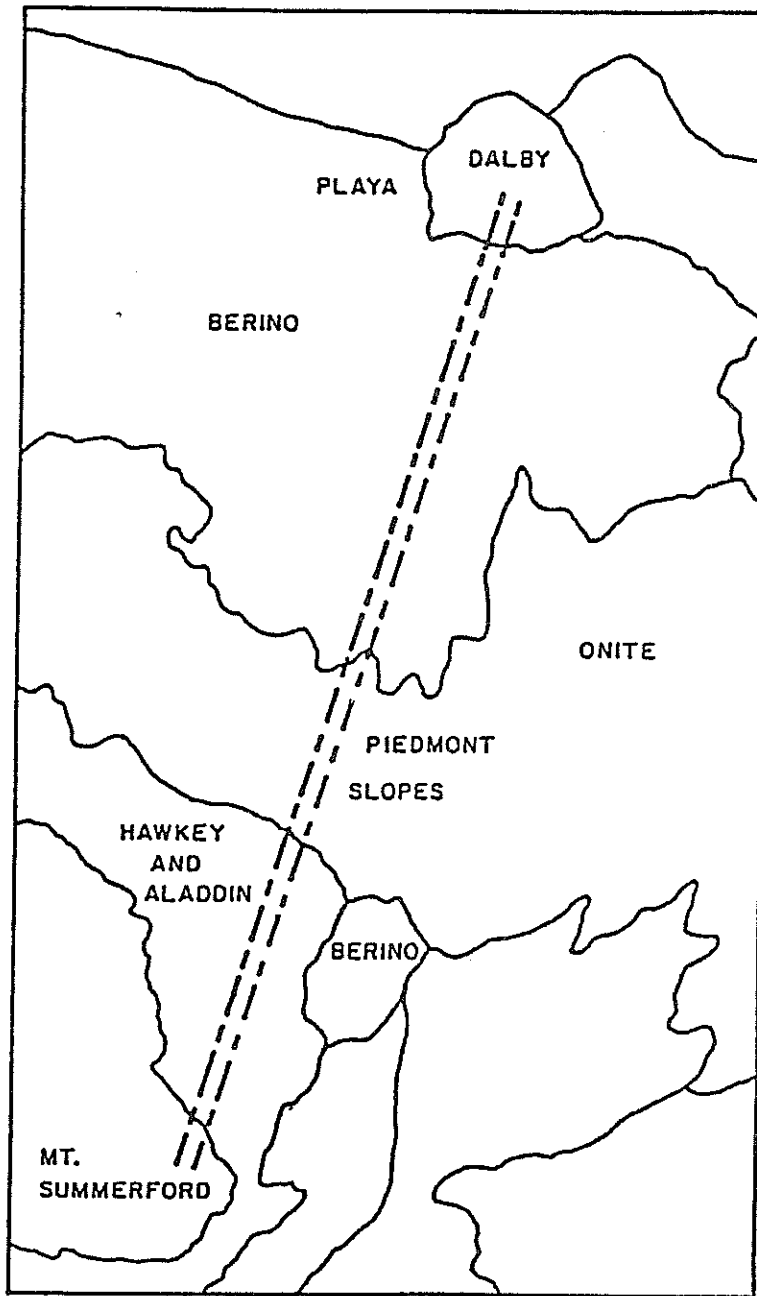 DALBY
PLAYA
BERINO
ONITE
PIEDMONT
SLOPES
HAWKEY
AND
ALADDIN
BERINO
MT.
SUMMERFORD